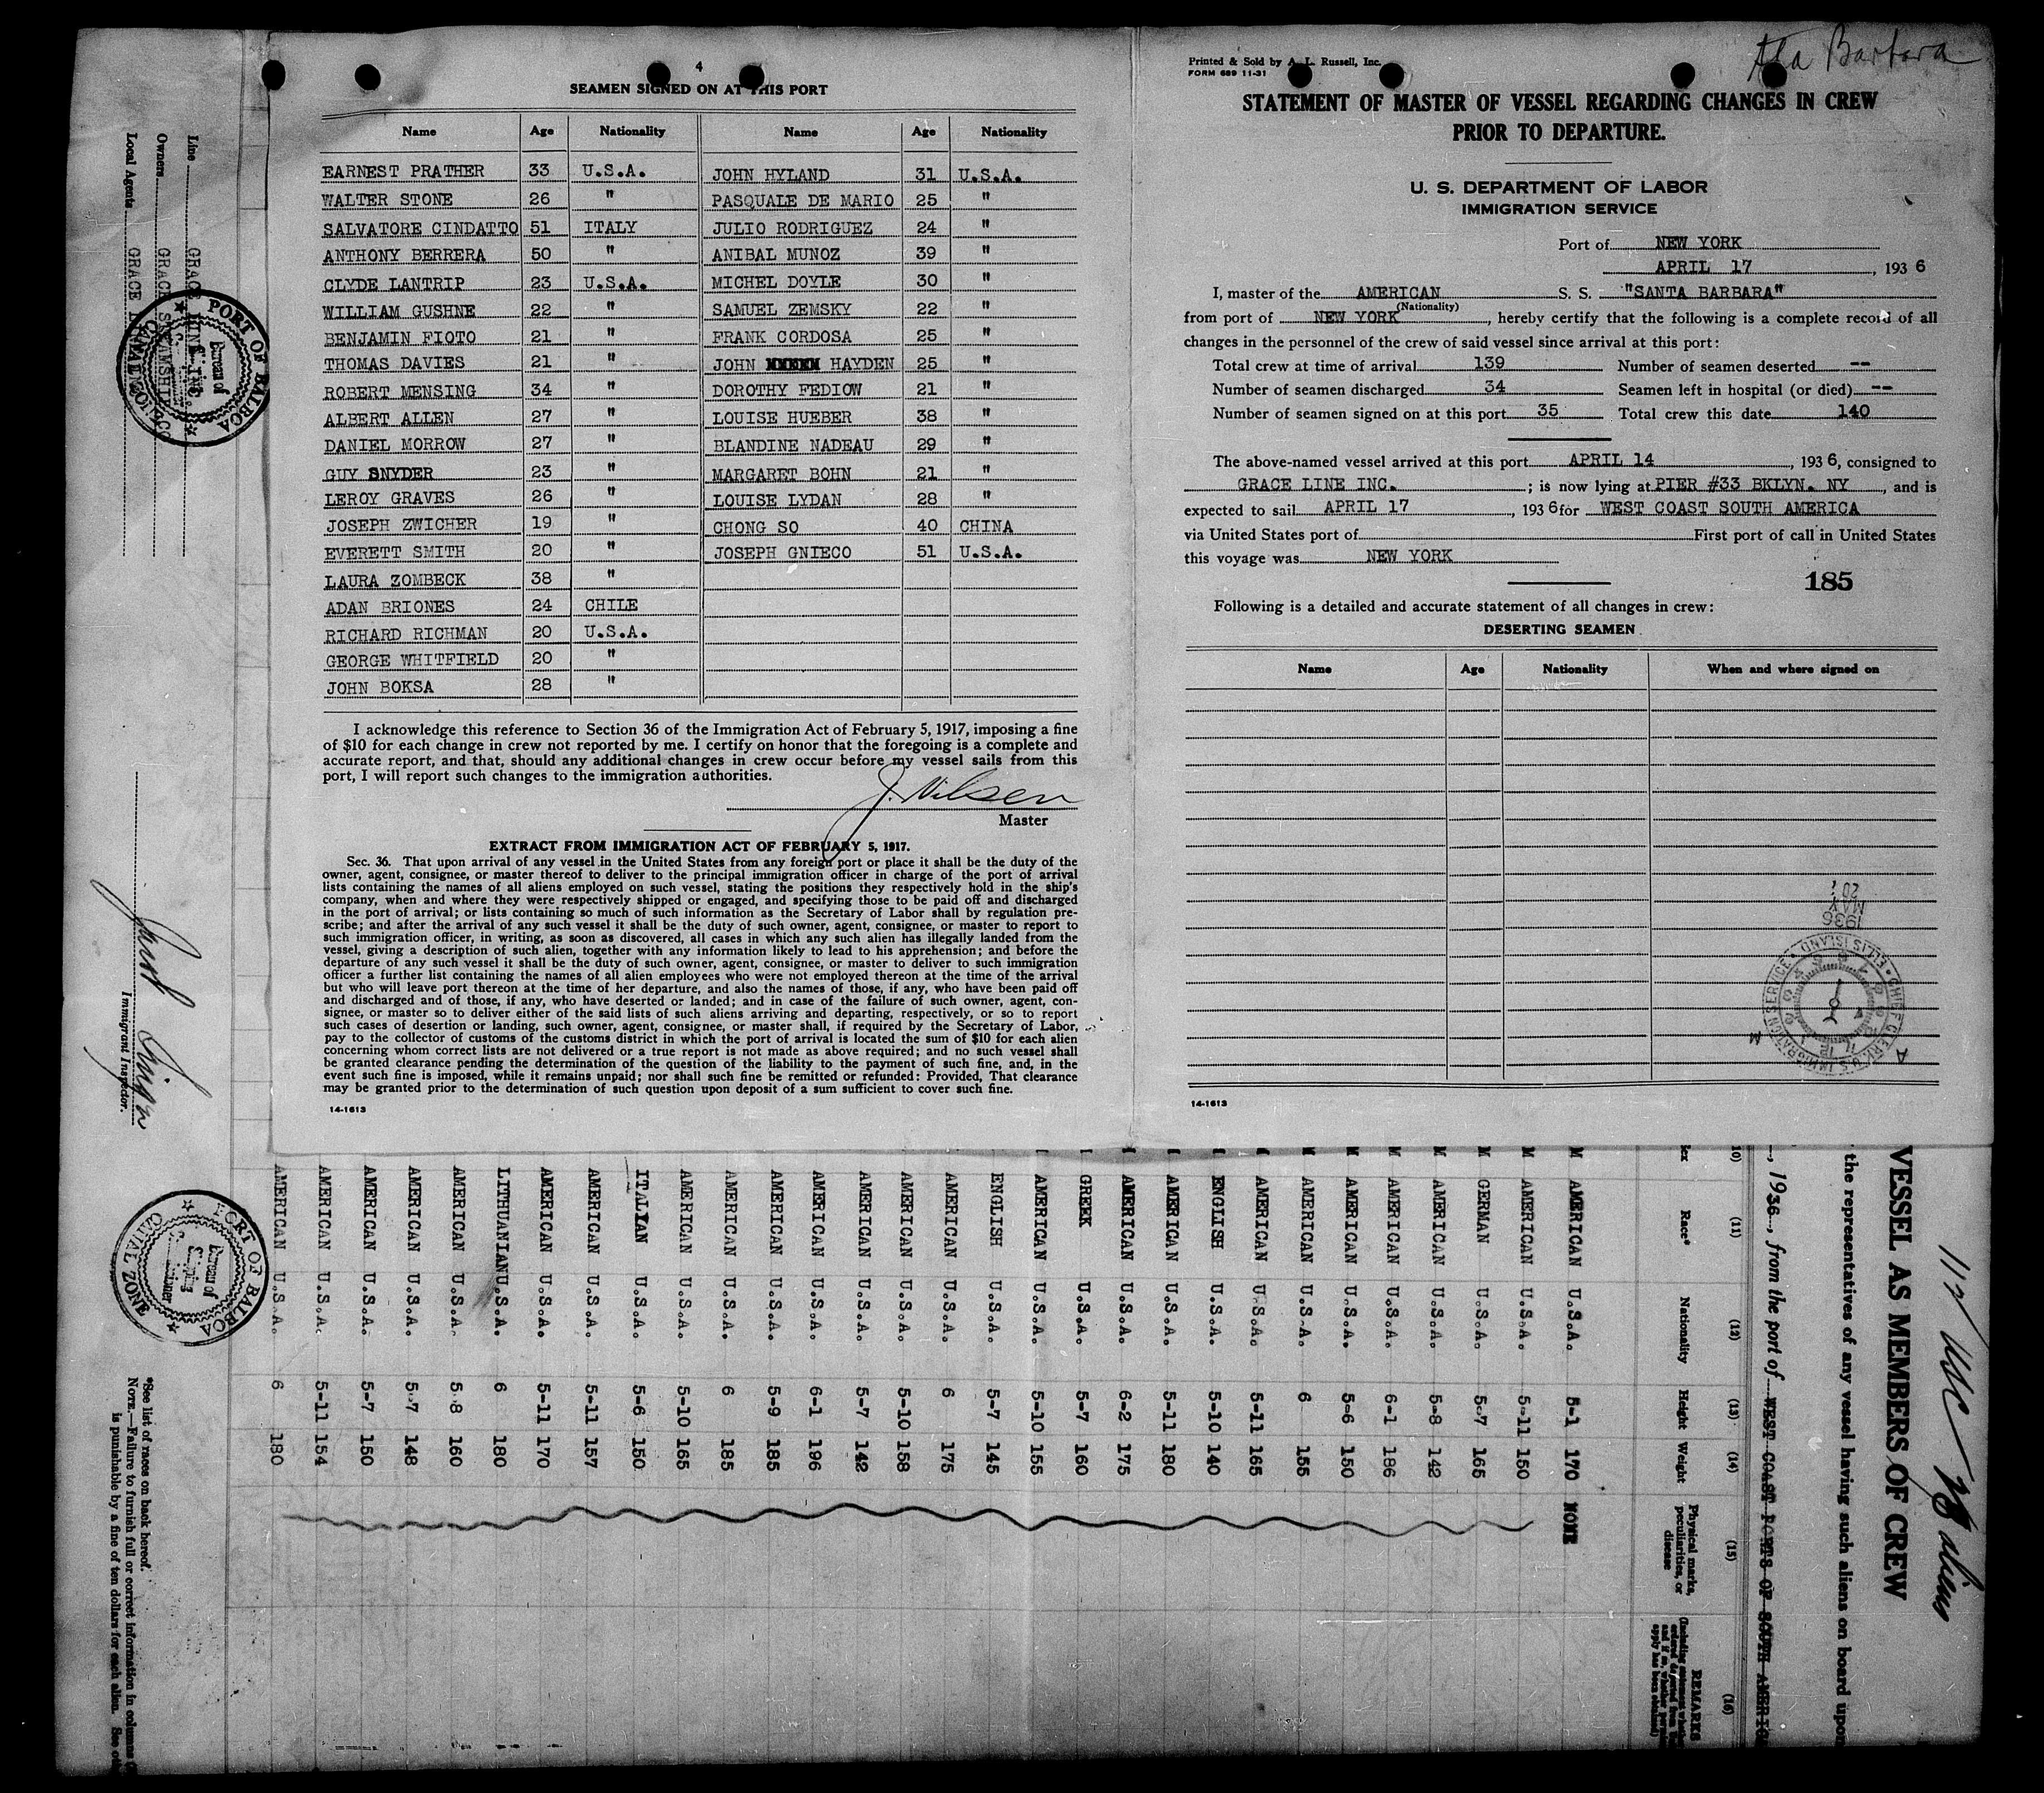 4
SEAMEN SIGNED ON AT THIS PORT
Name Age Nationality Name Age Nationality
EARNEST PRATHER 33 U.S.A. JOHN HYLAND 31 U.S.A.
WALTER STONE 26 " PASQUALE DE MARIO 25 "
SALVATORE CINDATTO 51 ITALY JULIO RODRIGUEZ 24 "
ANTHONY BERRERA 50 " ANIBAL MUNOZ 39 "
CLYDE LANTRIP 23 U.S.A. MICHEL DOYLE 30 "
WILLIAM GUSHNE 22 " SAMUEL ZEMSKY 22 "
BENJAMIN FIOTO 21 " FRANK CORDOSA 25 "
THOMAS DAVIES 21 " JOHN HAYDEN 25 "
ROBERT MENSING 34 " DOROTHY FEDIOW 21 "
ALBERT ALLEN 27 " LOUISE HUEBER 38 "
DANIEL MORROW 27 " BLANDINE NADEAU 29 "
GUY SNYDER 23 " MARGARET BOHN 21 "
LEROY GRAVES 26 " LOUISE LYDAN 28 "
JOSEPH ZWICHER 19 " CHONG SO 40 CHINA
EVERETT SMITH 20 " JOSEPH GNIECO 51 U.S.A.
LAURA ZOMBECK 38 "
ADAN BRIONES 24 CHILE
RICHARD RICHMAN 20 U.S.A.
GEORGE WHITFIELD 20 "
JOHN BOKSA 28 "
I acknowledge this reference to Section 36 of the Immigration Act of February 5, 1917, imposing a fine
of $10 for each change in crew not reported by me. I certify on honor that the foregoing is a complete and
accurate report, and that, should any additional changes in crew occur before my vessel sails from this
port, I will report such changes to the immigration authorities.
J. Nilsen
Master
EXTRACT FROM IMMIGRATION ACT OF FEBRUARY 5, 1917.
Sec. 36. That upon arrival of any vessel in the United States from any foreign port or place it shall be the duty of the
owner, agent, consignee, or master thereof to deliver to the principal immigration officer in charge of the port of arrival
lists containing the names of all aliens employed on such vessel, stating the positions they respectively hold in the ship's
company, when and where they were respectively shipped or engaged, and specifying those to be paid off and discharged
in the port of arrival; or lists containing so much of such information as the Secretary of Labor shall by regulation pre-
scribe; and after the arrival of any such vessel it shall be the duty of such owner, agent, consignee, or master to report to
such immigration officer, in writing, as soon as discovered, all cases in which any such alien has illegally landed from the
vessel, giving a description of such alien, together with any information likely to lead to his apprehension; and before the
departure of any such vessel it shall be the duty of such owner, agent, consignee, or master to deliver to such immigration
officer a further list containing the names of all alien employees who were not employed thereon at the time of the arrival
but who will leave port thereon at the time of her departure, and also the names of those, if any, who have been paid off
and discharged and of those, if any, who have deserted or landed; and in case of the failure of such owner, agent, con-
signee, or master so to deliver either of the said lists of such aliens arriving and departing, respectively, or so to report
such cases of desertion or landing, such owner, agent, consignee, or master shall, if required by the Secretary of Labor,
pay to the collector of customs of the customs district in which the port of arrival is located the sum of $10 for each alien
concerning whom correct lists are not delivered or a true report is not made as above required; and no such vessel shall
be granted clearance pending the determination of the question of the liability to the payment of such fine, and, in the
event such fine is imposed, while it remains unpaid; nor shall such fine be remitted or refunded: Provided, That clearance
may be granted prior to the determination of such question upon deposit of a sum sufficient to cover such fine.
14-1613
Barbara
Printed & Sold by A. L. Russell, Inc.
FORM 689 11-31
STATEMENT OF MASTER OF VESSEL REGARDING CHANGES IN CREW
PRIOR TO DEPARTURE.
U. S. DEPARTMENT OF LABOR
IMMIGRATION SERVICE
Port of NEW YORK
APRIL 17, 1936
I, master of the AMERICAN S. S. "SANTA BARBARA"
(Nationality)
from port of NEW YORK, hereby certify that the following is a complete record of all
changes in the personnel of the crew of said vessel since arrival at this port:
Total crew at time of arrival 139 Number of seamen deserted --
Number of seamen discharged 34 Seamen left in hospital (or died) --
Number of seamen signed on at this port 35 Total crew this date 140
The above-named vessel arrived at this port APRIL 14, 1936, consigned to
GRACE LINE INC.; is now lying at PIER #33 BKLYN. NY, and is
expected to sail APRIL 17, 1936 for WEST COAST SOUTH AMERICA
via United States port of First port of call in United States
this voyage was NEW YORK
185
Following is a detailed and accurate statement of all changes in crew:
DESERTING SEAMEN
Name Age Nationality When and where signed on
1936
MAY
20
CHIEF CLERK U.S. IMMIGRATION SERVICE • ELLIS ISLAND
A M
14-1613
Line GRACE LINE INC.
Owners GRACE STEAMSHIP CO
Local Agents GRACE LINE INC
PORT OF BALBOA
Bureau of
CANAL ZONE
Immigrant Inspector.
PORT OF BALBOA
Bureau of
Shipping
CANAL ZONE
*See list of races on back hereof.
NOTE.—Failure to furnish full or correct information in columns
is punishable by a fine of ten dollars for each alien. See
aliens
VESSEL AS MEMBERS OF CREW
the representatives of any vessel having such aliens on board upon
, 1936, from the port of WEST COAST PORTS OF SOUTH AMERICA
(10) (11) (12) (13) (14) (15) (16)
Sex Race* Nationality Height Weight Physical marks, peculiarities, or disease REMARKS
M AMERICAN U.S.A. 5-1 170 NONE
M AMERICAN U.S.A. 5-11 150
M GERMAN U.S.A. 5-7 165
M AMERICAN U.S.A. 5-8 142
M AMERICAN U.S.A. 6-1 186
M AMERICAN U.S.A. 5-6 150
M AMERICAN U.S.A. 6 155
M AMERICAN U.S.A. 5-11 165
ENGLISH U.S.A. 5-10 140
AMERICAN U.S.A. 5-11 180
AMERICAN U.S.A. 6-2 175
GREEK U.S.A. 5-7 160
AMERICAN U.S.A. 5-10 155
ENGLISH U.S.A. 5-7 145
AMERICAN U.S.A. 6 175
AMERICAN U.S.A. 5-10 158
AMERICAN U.S.A. 5-7 142
AMERICAN U.S.A. 6-1 196
AMERICAN U.S.A. 5-9 185
AMERICAN U.S.A. 6 185
AMERICAN U.S.A. 5-10 165
ITALIAN U.S.A. 5-6 150
AMERICAN U.S.A. 5-11 157
AMERICAN U.S.A. 5-11 170
LITHUANIAN U.S.A. 6 180
AMERICAN U.S.A. 5-8 160
AMERICAN U.S.A. 5-7 148
AMERICAN U.S.A. 5-7 150
AMERICAN U.S.A. 5-11 154
AMERICAN U.S.A. 6 180